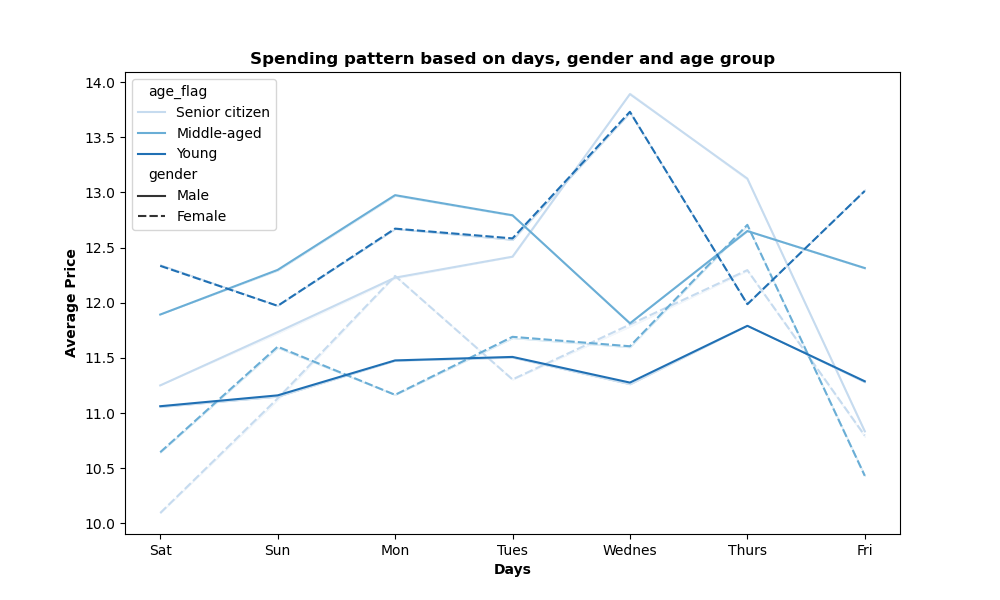 Spending pattern based on days, gender and age group
age_flag
Senior citizen
Middle-aged
Young
gender
Male
Female
Average Price
14.0
13.5
13.0
12.5
12.0
11.5
11.0
10.5
10.0
Sat Sun Mon Tues Wednes Thurs Fri
Days